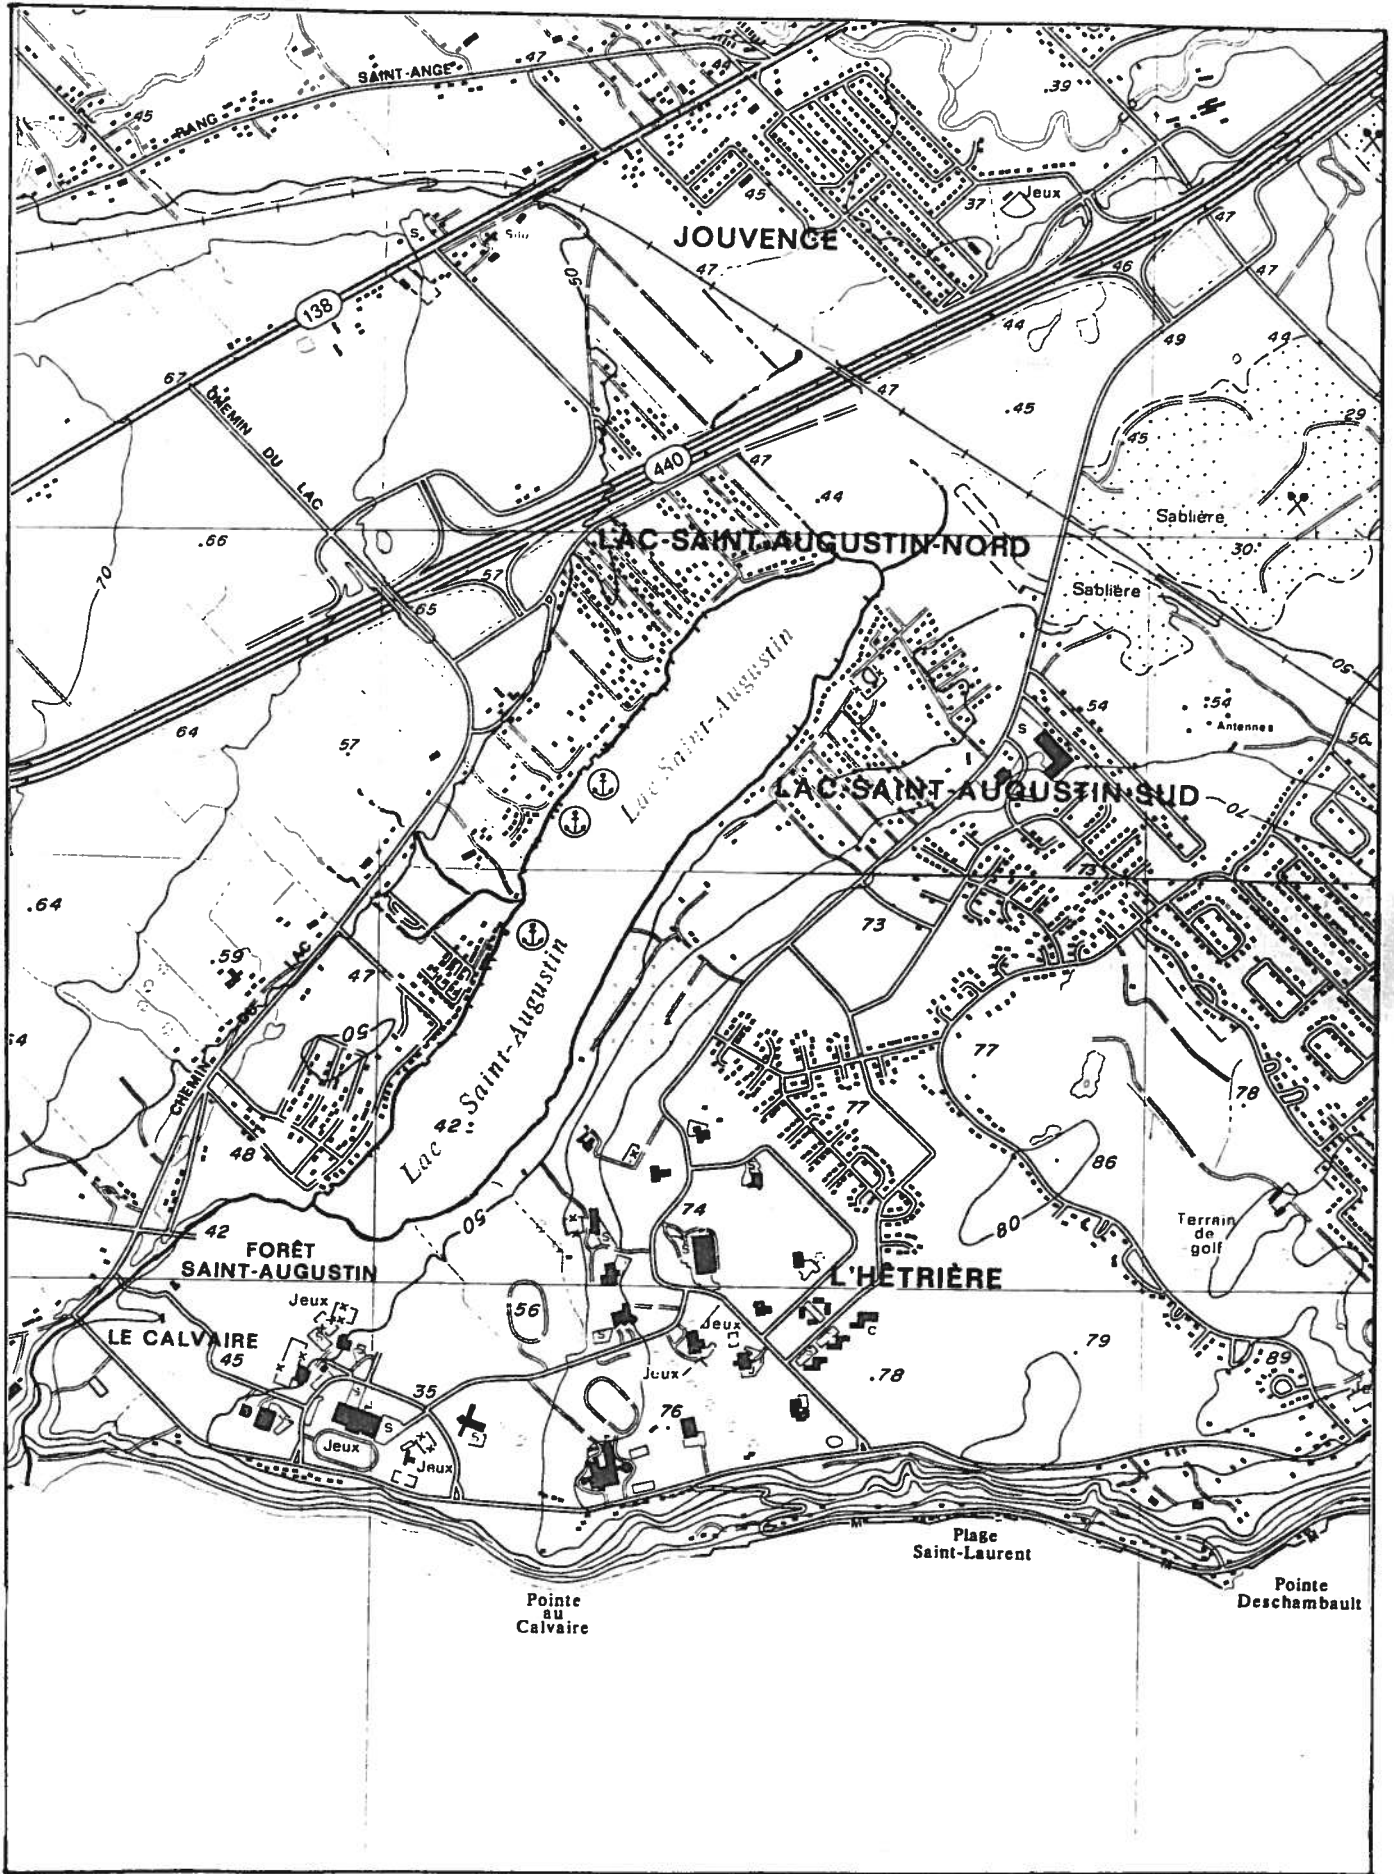 RANG SAINT-ANGE
47
44
45
.39
45
37
Jeux
S
Silo
JOUVENCE
47
47
46
47
50
138
44
49
44
67
CHEMIN DU LAC
47
.45
29
45
440
47
.44
Sablière
.66
LAC-SAINT-AUGUSTIN-NORD
30.
70
57
65
Sablière
Lac Saint-Augustin
50
64
57.
S
54
.54
Antennes
56.
LAC-SAINT-AUGUSTIN-SUD
70
73
.64
73
.59
47
CHEMIN DU LAC
50
Lac Saint-Augustin
54
77
78
77
42
48
86
74
50
80
42
FORÊT
SAINT-AUGUSTIN
S
S
Terrain
de
golf
L'HÊTRIÈRE
Jeux
56
LE CALVAIRE
S
Jeux
C
.79
45
Jeux
.78
89
35
S
.76
Jeux
S
Jeux
M
M
M
Plage
Saint-Laurent
Pointe
Deschambault
Pointe
au
Calvaire